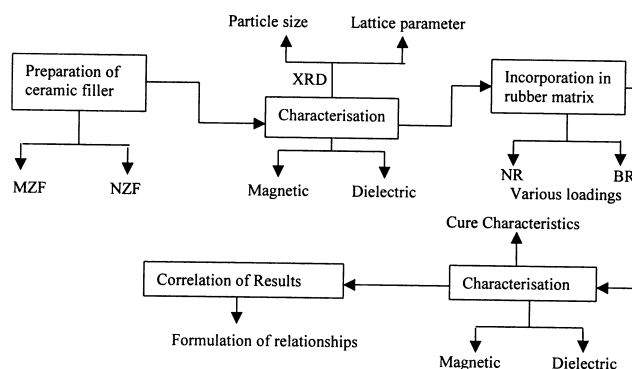 Particle size
Lattice parameter
Preparation of
ceramic filler
XRD
Characterisation
Incorporation in
rubber matrix
MZF
NZF
Magnetic
Dielectric
NR
BR
Various loadings
Cure Characteristics
Correlation of Results
Characterisation
Formulation of relationships
Magnetic
Dielectric